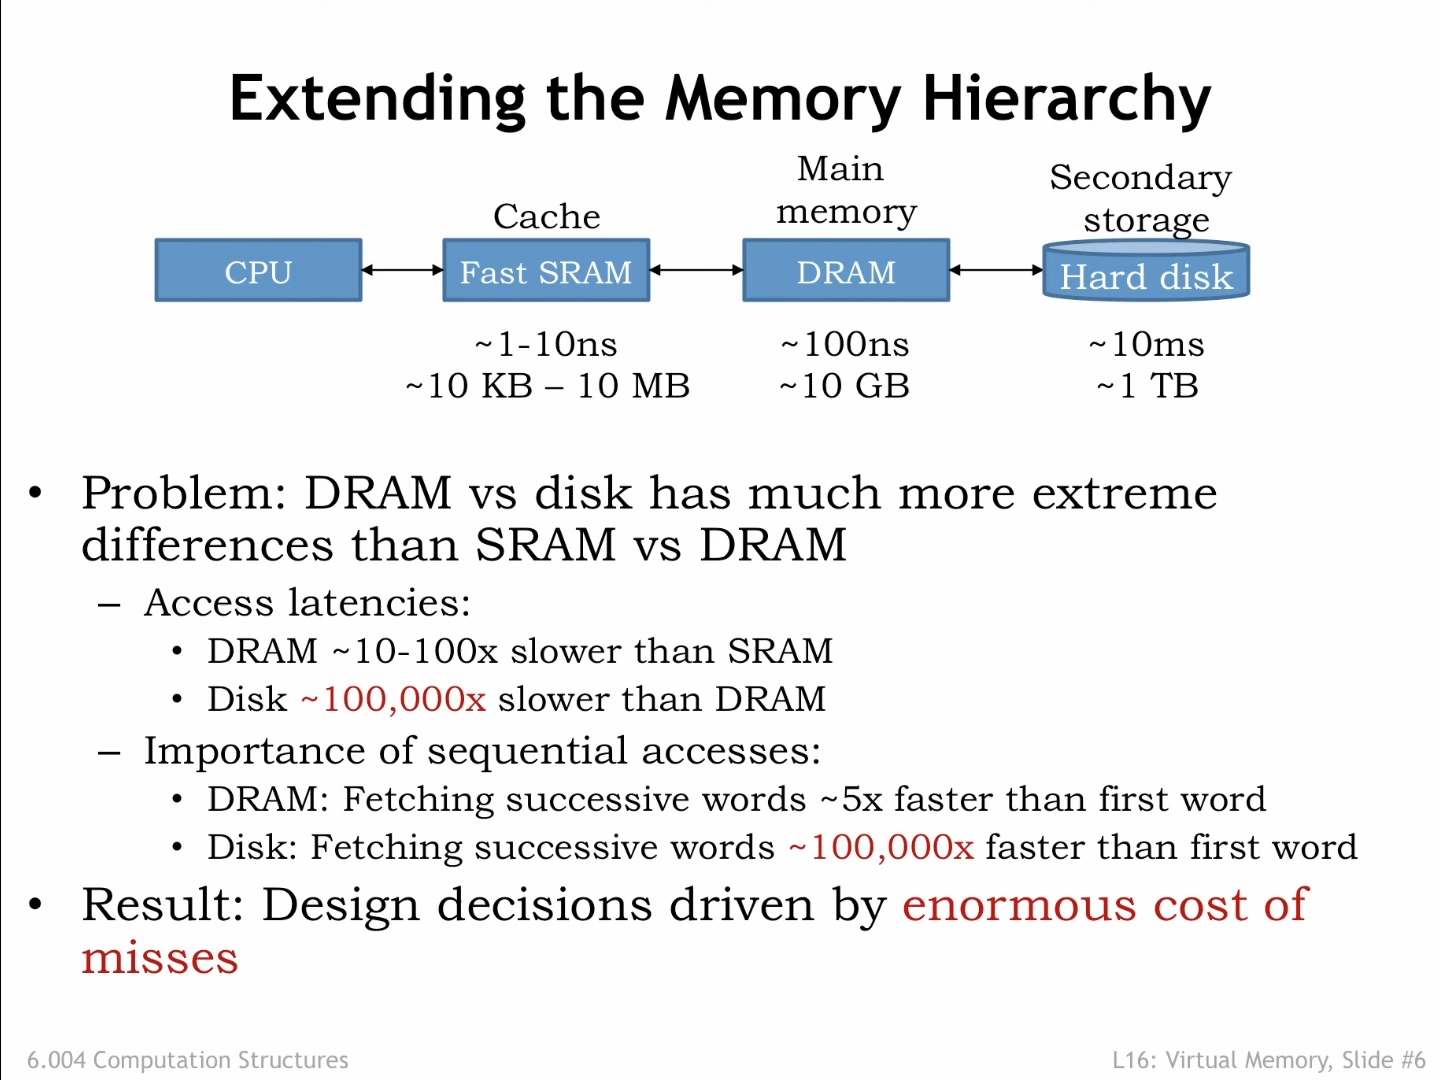 Extending the Memory Hierarchy
Main
memory
Secondary
storage
Cache
CPU
Fast SRAM
DRAM
Hard disk
~1-10ns
~10 KB – 10 MB
~100ns
~10 GB
~10ms
~1 TB
• Problem: DRAM vs disk has much more extreme
differences than SRAM vs DRAM
– Access latencies:
• DRAM ~10-100x slower than SRAM
• Disk ~100,000x slower than DRAM
– Importance of sequential accesses:
• DRAM: Fetching successive words ~5x faster than first word
• Disk: Fetching successive words ~100,000x faster than first word
• Result: Design decisions driven by enormous cost of
misses
6.004 Computation Structures
L16: Virtual Memory, Slide #6